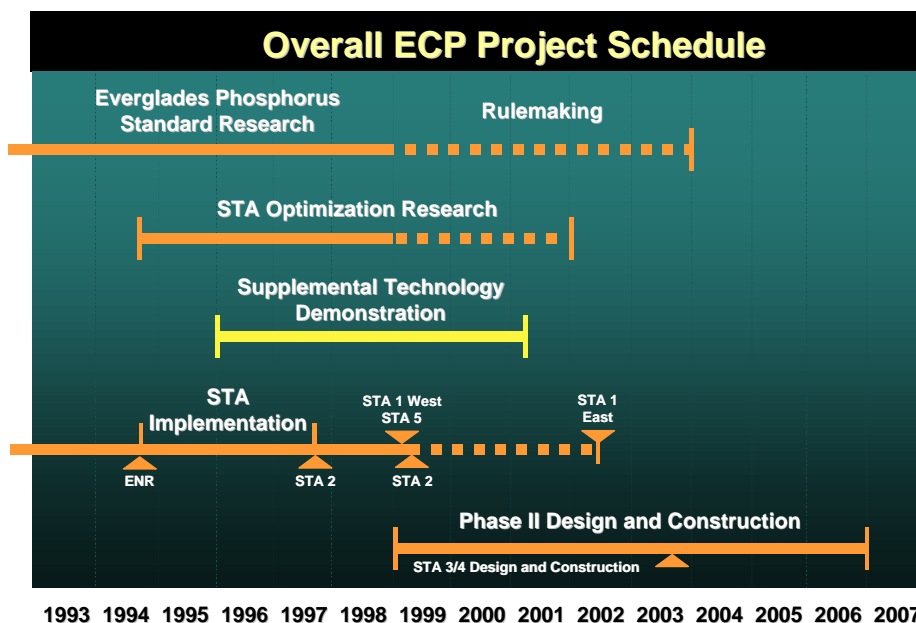 Overall ECP Project Schedule
Everglades Phosphorus
Standard Research
Rulemaking
STA Optimization Research
Supplemental Technology
Demonstration
STA
Implementation
STA 1 West
STA 5
STA 1
East
ENR
STA 2
STA 2
Phase II Design and Construction
STA 3/4 Design and Construction
1993 1994 1995 1996 1997 1998 1999 2000 2001 2002 2003 2004 2005 2006 2007